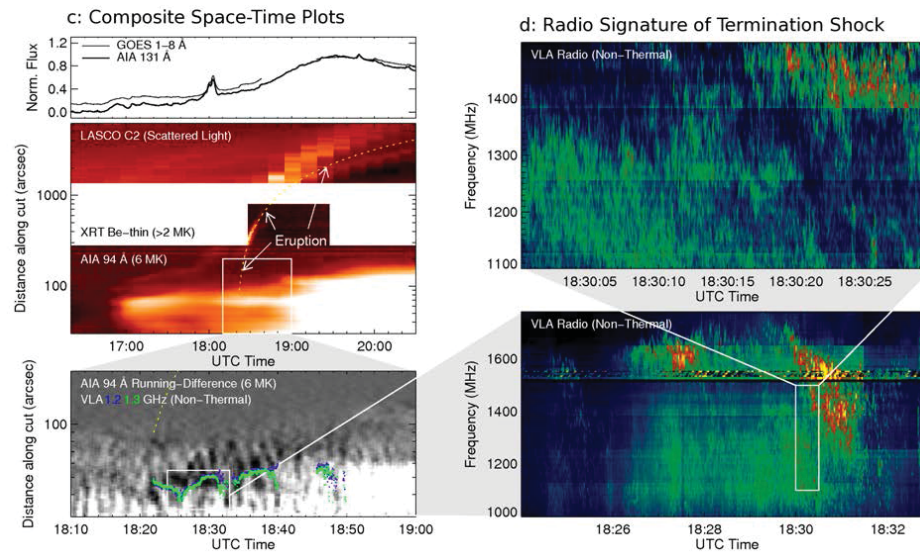 c: Composite Space-Time Plots
GOES 1–8 Å
AIA 131 Å
Norm. Flux
1.2
0.8
0.4
0.0
LASCO C2 (Scattered Light)
Distance along cut (arcsec)
1000
XRT Be-thin (>2 MK)
Eruption
AIA 94 Å (6 MK)
100
17:00 18:00 19:00 20:00
UTC Time
AIA 94 Å Running-Difference (6 MK)
VLA 1.2 1.3 GHz (Non-Thermal)
Distance along cut (arcsec)
100
18:10 18:20 18:30 18:40 18:50 19:00
UTC Time
d: Radio Signature of Termination Shock
VLA Radio (Non-Thermal)
Frequency (MHz)
1400
1300
1200
1100
18:30:05 18:30:10 18:30:15 18:30:20 18:30:25
UTC Time
VLA Radio (Non-Thermal)
Frequency (MHz)
1600
1400
1200
1000
18:26 18:28 18:30 18:32
UTC Time